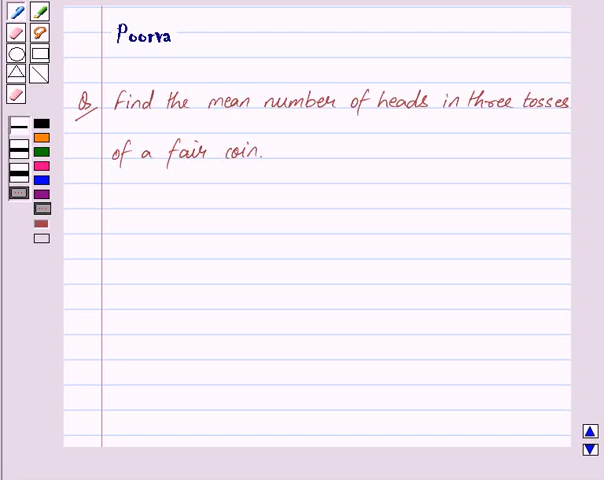 Poorva
Q. Find the mean number of heads in three tosses
of a fair coin.